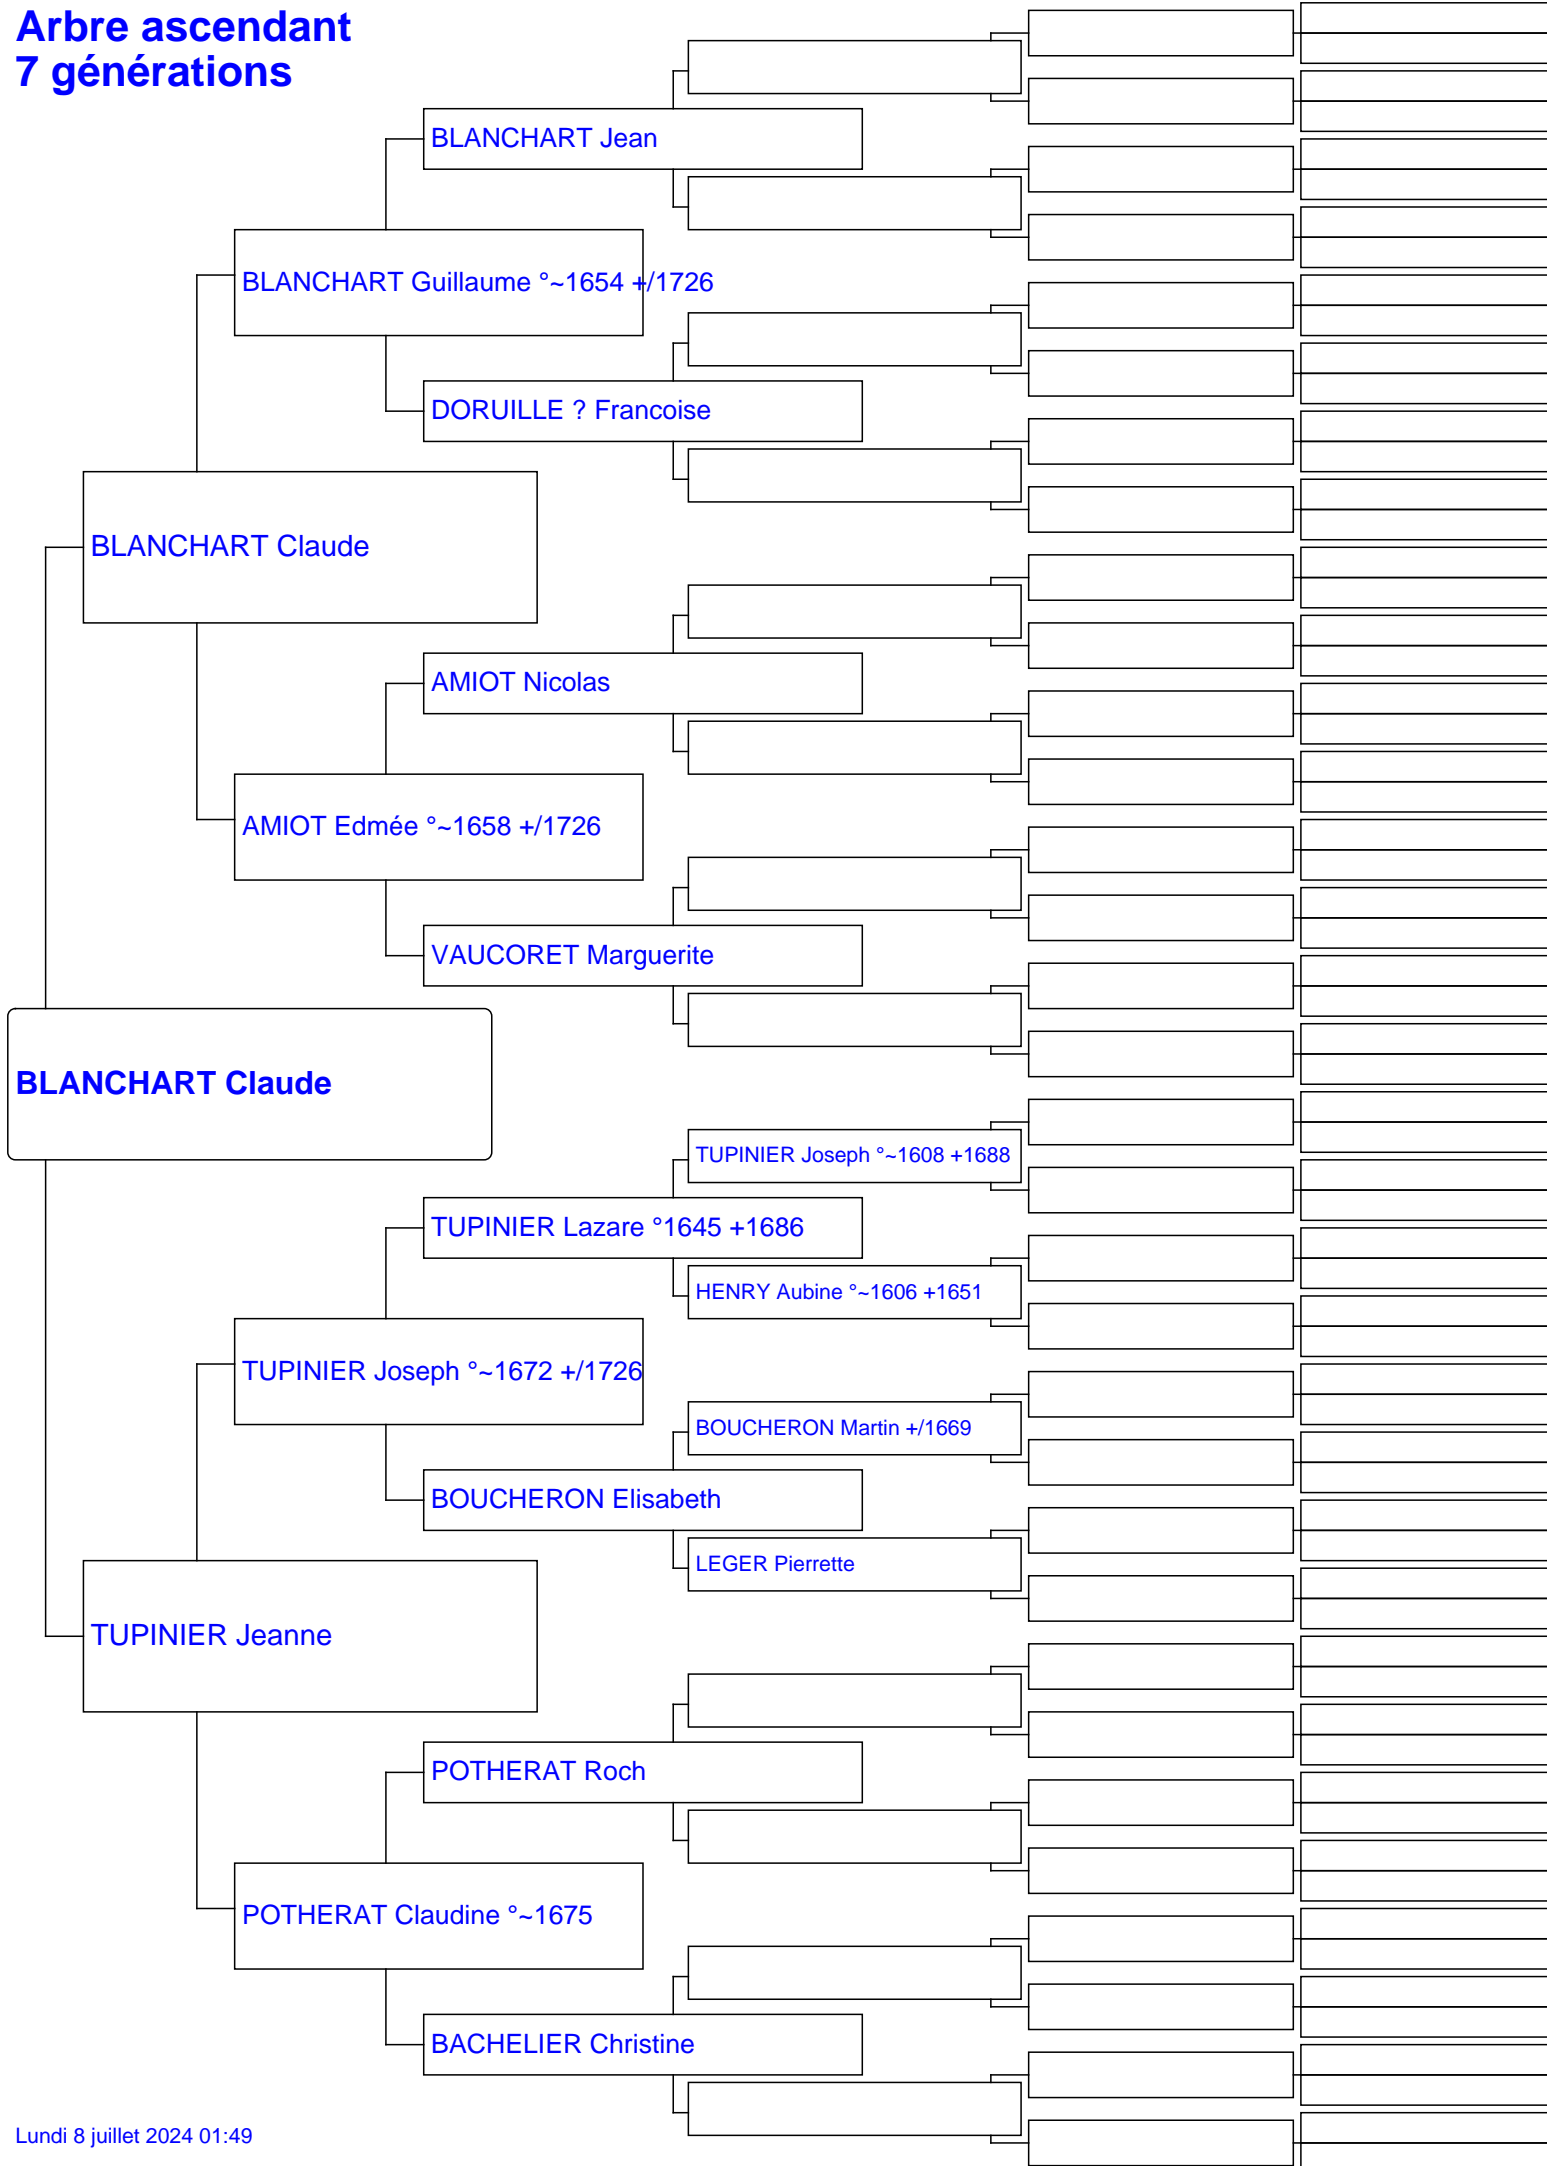 Arbre ascendant
7 générations
BLANCHART Jean
BLANCHART Guillaume °~1654 +/1726
DORUILLE ? Francoise
BLANCHART Claude
AMIOT Nicolas
AMIOT Edmée °~1658 +/1726
VAUCORET Marguerite
BLANCHART Claude
TUPINIER Joseph °~1608 +1688
TUPINIER Lazare °1645 +1686
HENRY Aubine °~1606 +1651
TUPINIER Joseph °~1672 +/1726
BOUCHERON Martin +/1669
BOUCHERON Elisabeth
LEGER Pierrette
TUPINIER Jeanne
POTHERAT Roch
POTHERAT Claudine °~1675
BACHELIER Christine
Lundi 8 juillet 2024 01:49